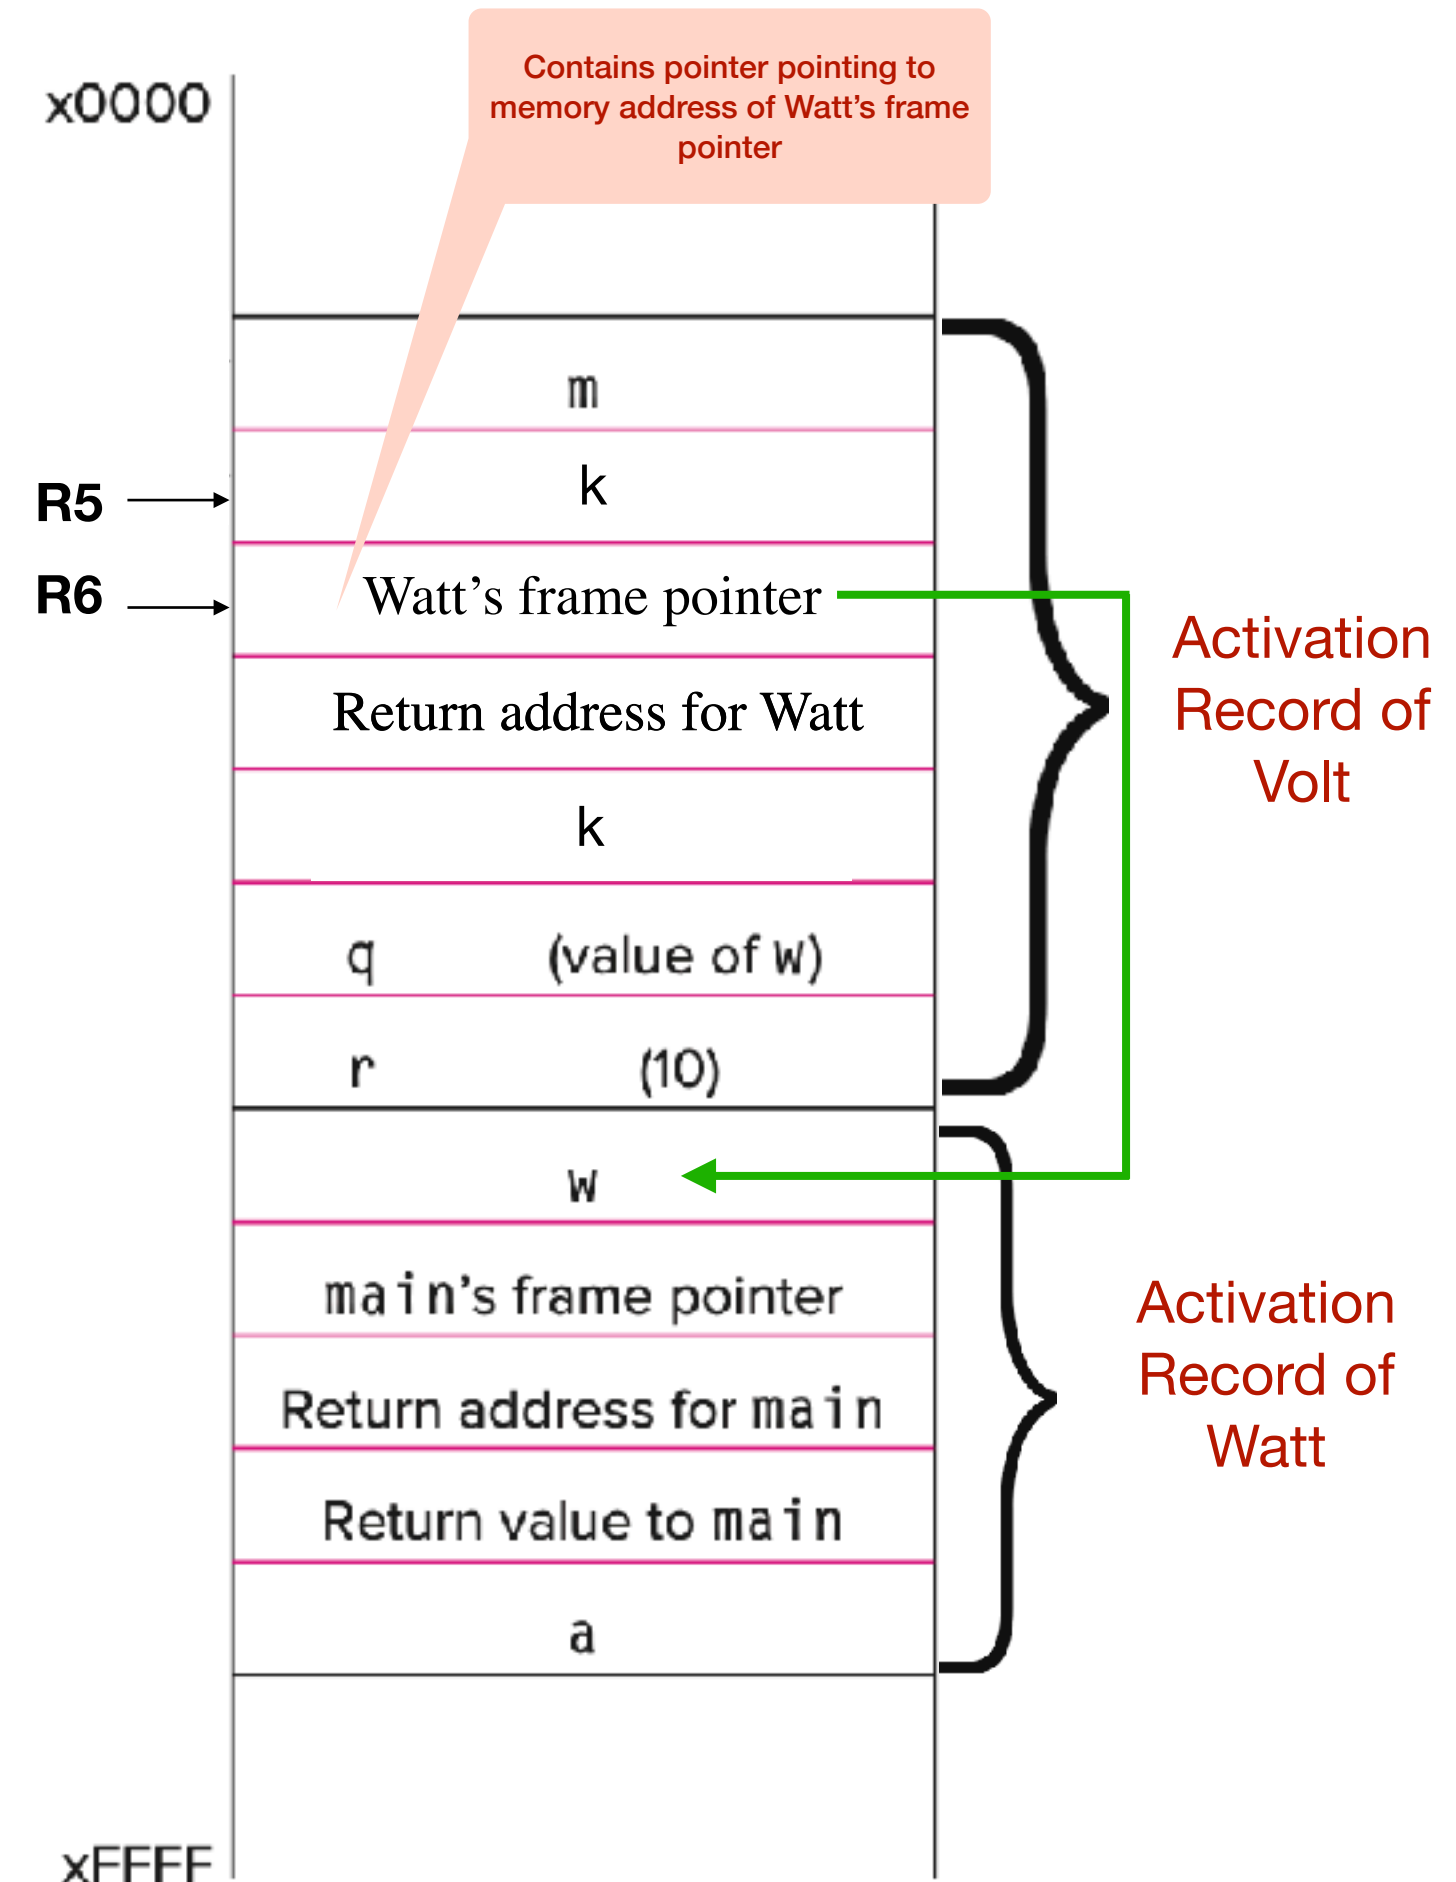 Contains pointer pointing to
memory address of Watt’s frame
pointer
x0000
m
R5
k
R6
Watt’s frame pointer
Return address for Watt
k
q (value of w)
r (10)
Activation
Record of
Volt
w
main’s frame pointer
Return address for main
Return value to main
a
Activation
Record of
Watt
xFFFF